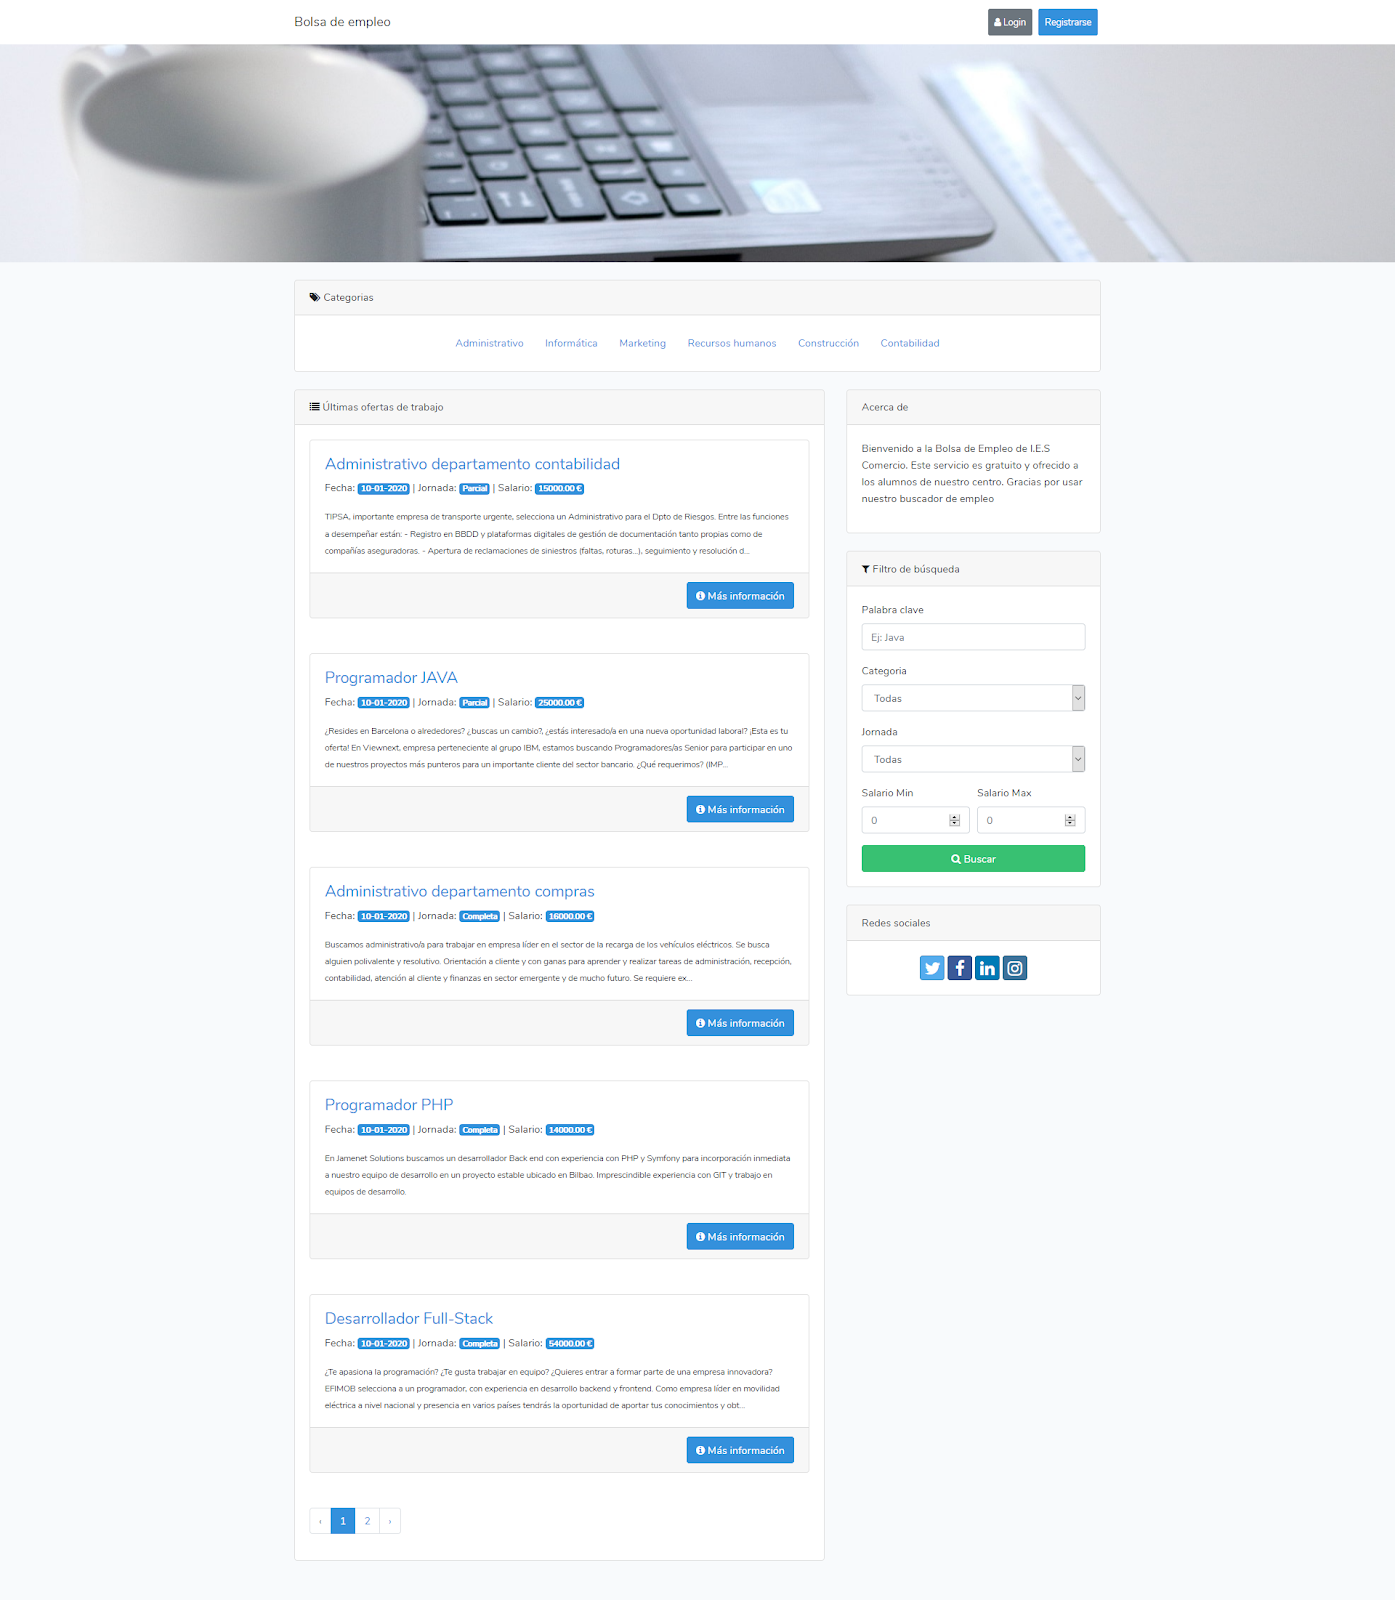 Bolsa de empleo
Login
Registrarse
Categorias
Administrativo
Informática
Marketing
Recursos humanos
Construcción
Contabilidad
Últimas ofertas de trabajo
Administrativo departamento contabilidad
Fecha: 10-01-2020 | Jornada: Parcial | Salario: 15000.00 €
TIPSA, importante empresa de transporte urgente, selecciona un Administrativo para el Dpto de Riesgos. Entre las funciones
a desempeñar están: - Registro en BBDD y plataformas digitales de gestión de documentación tanto propias como de
compañías aseguradoras. - Apertura de reclamaciones de siniestros (faltas, roturas...), seguimiento y resolución d...
Más información
Programador JAVA
Fecha: 10-01-2020 | Jornada: Parcial | Salario: 25000.00 €
¿Resides en Barcelona o alrededores? ¿buscas un cambio?, ¿estás interesado/a en una nueva oportunidad laboral? ¡Esta es tu
oferta! En Viewnext, empresa perteneciente al grupo IBM, estamos buscando Programadores/as Senior para participar en uno
de nuestros proyectos más punteros para un importante cliente del sector bancario. ¿Qué requerimos? (IMP...
Más información
Administrativo departamento compras
Fecha: 10-01-2020 | Jornada: Completa | Salario: 16000.00 €
Buscamos administrativo/a para trabajar en empresa líder en el sector de la recarga de los vehículos eléctricos. Se busca
alguien polivalente y resolutivo. Orientación a cliente y con ganas para aprender y realizar tareas de administración, recepción,
contabilidad, atención al cliente y finanzas en sector emergente y de mucho futuro. Se requiere ex...
Más información
Programador PHP
Fecha: 10-01-2020 | Jornada: Completa | Salario: 14000.00 €
En Jamenet Solutions buscamos un desarrollador Back end con experiencia con PHP y Symfony para incorporación inmediata
a nuestro equipo de desarrollo en un proyecto estable ubicado en Bilbao. Imprescindible experiencia con GIT y trabajo en
equipos de desarrollo.
Más información
Desarrollador Full-Stack
Fecha: 10-01-2020 | Jornada: Completa | Salario: 54000.00 €
¿Te apasiona la programación? ¿Te gusta trabajar en equipo? ¿Quieres entrar a formar parte de una empresa innovadora?
EFIMOB selecciona a un programador, con experiencia en desarrollo backend y frontend. Como empresa líder en movilidad
eléctrica a nivel nacional y presencia en varios países tendrás la oportunidad de aportar tus conocimientos y obt...
Más información
‹ 1 2 ›
Acerca de
Bienvenido a la Bolsa de Empleo de I.E.S
Comercio. Este servicio es gratuito y ofrecido a
los alumnos de nuestro centro. Gracias por usar
nuestro buscador de empleo
Filtro de búsqueda
Palabra clave
Ej: Java
Categoria
Todas
Jornada
Todas
Salario Min
Salario Max
0
0
Buscar
Redes sociales